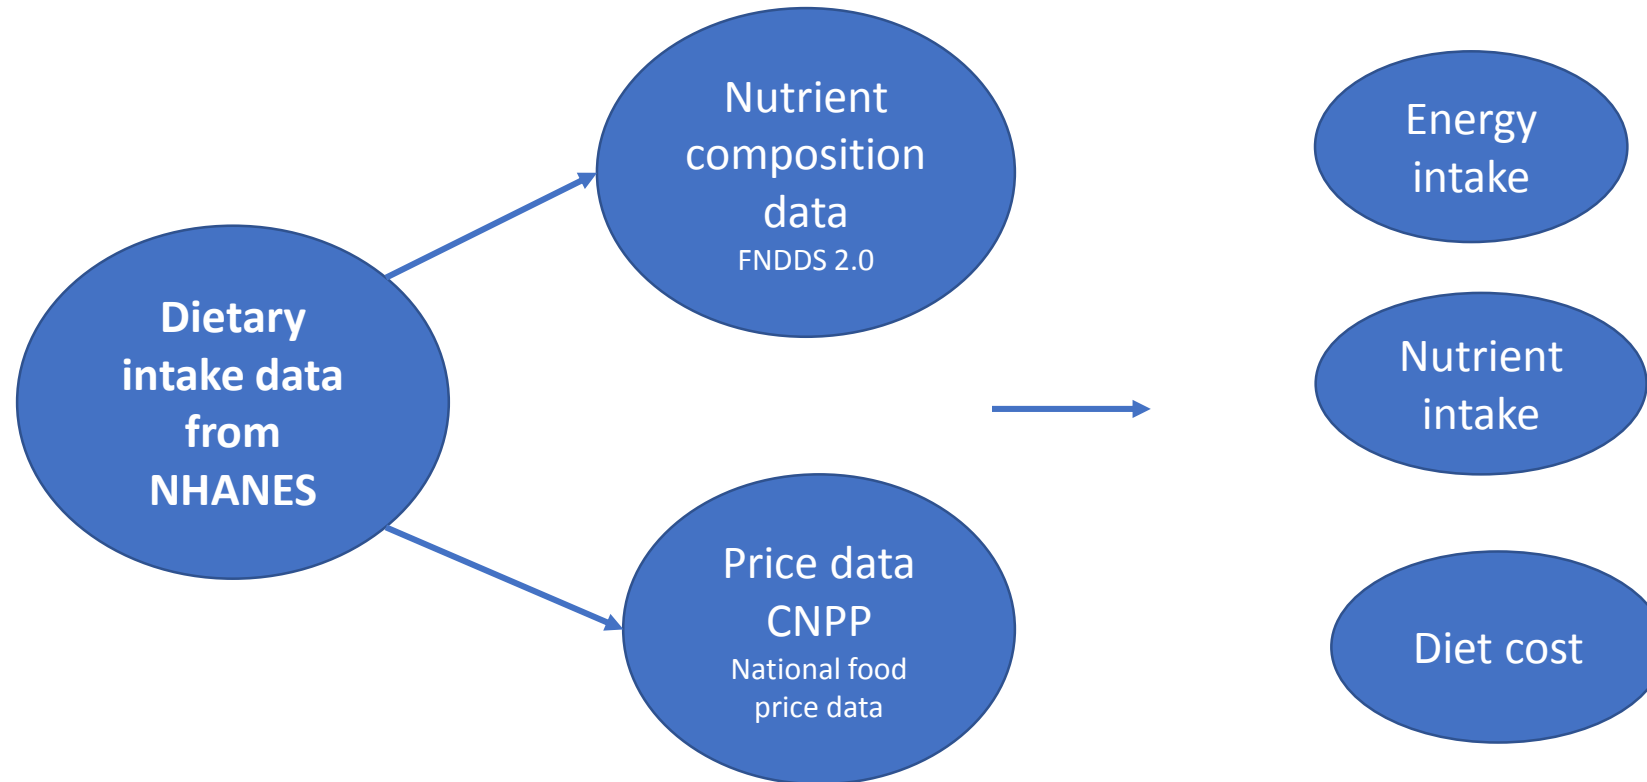 Dietary
intake data
from
NHANES
Nutrient
composition
data
FNDDS 2.0
Price data
CNPP
National food
price data
Energy
intake
Nutrient
intake
Diet cost